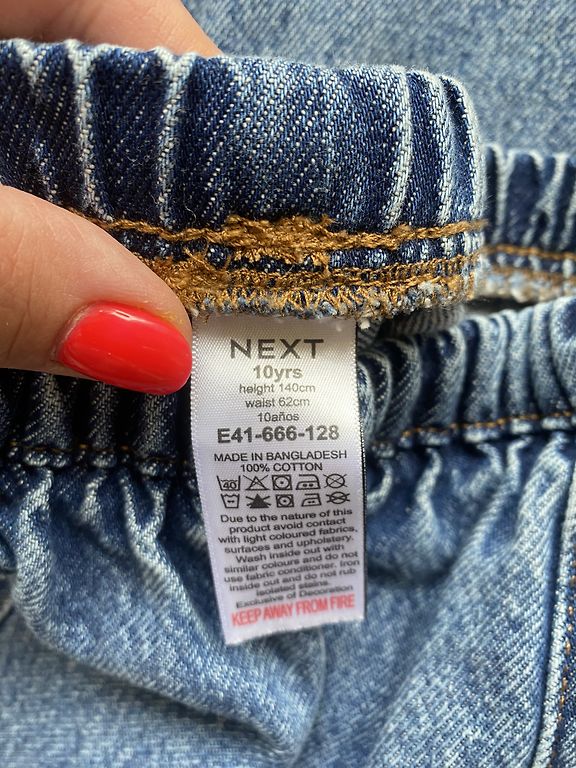 NEXT
10yrs
height 140cm
waist 62cm
10años
E41-666-128
MADE IN BANGLADESH
100% COTTON
40
Due to the nature of this
product avoid contact
with light coloured fabrics,
surfaces and upholstery.
Wash inside out with
similar colours and do not
use fabric conditioner. Iron
inside out and do not rub
isolated stains.
Exclusive of Decoration
KEEP AWAY FROM FIRE